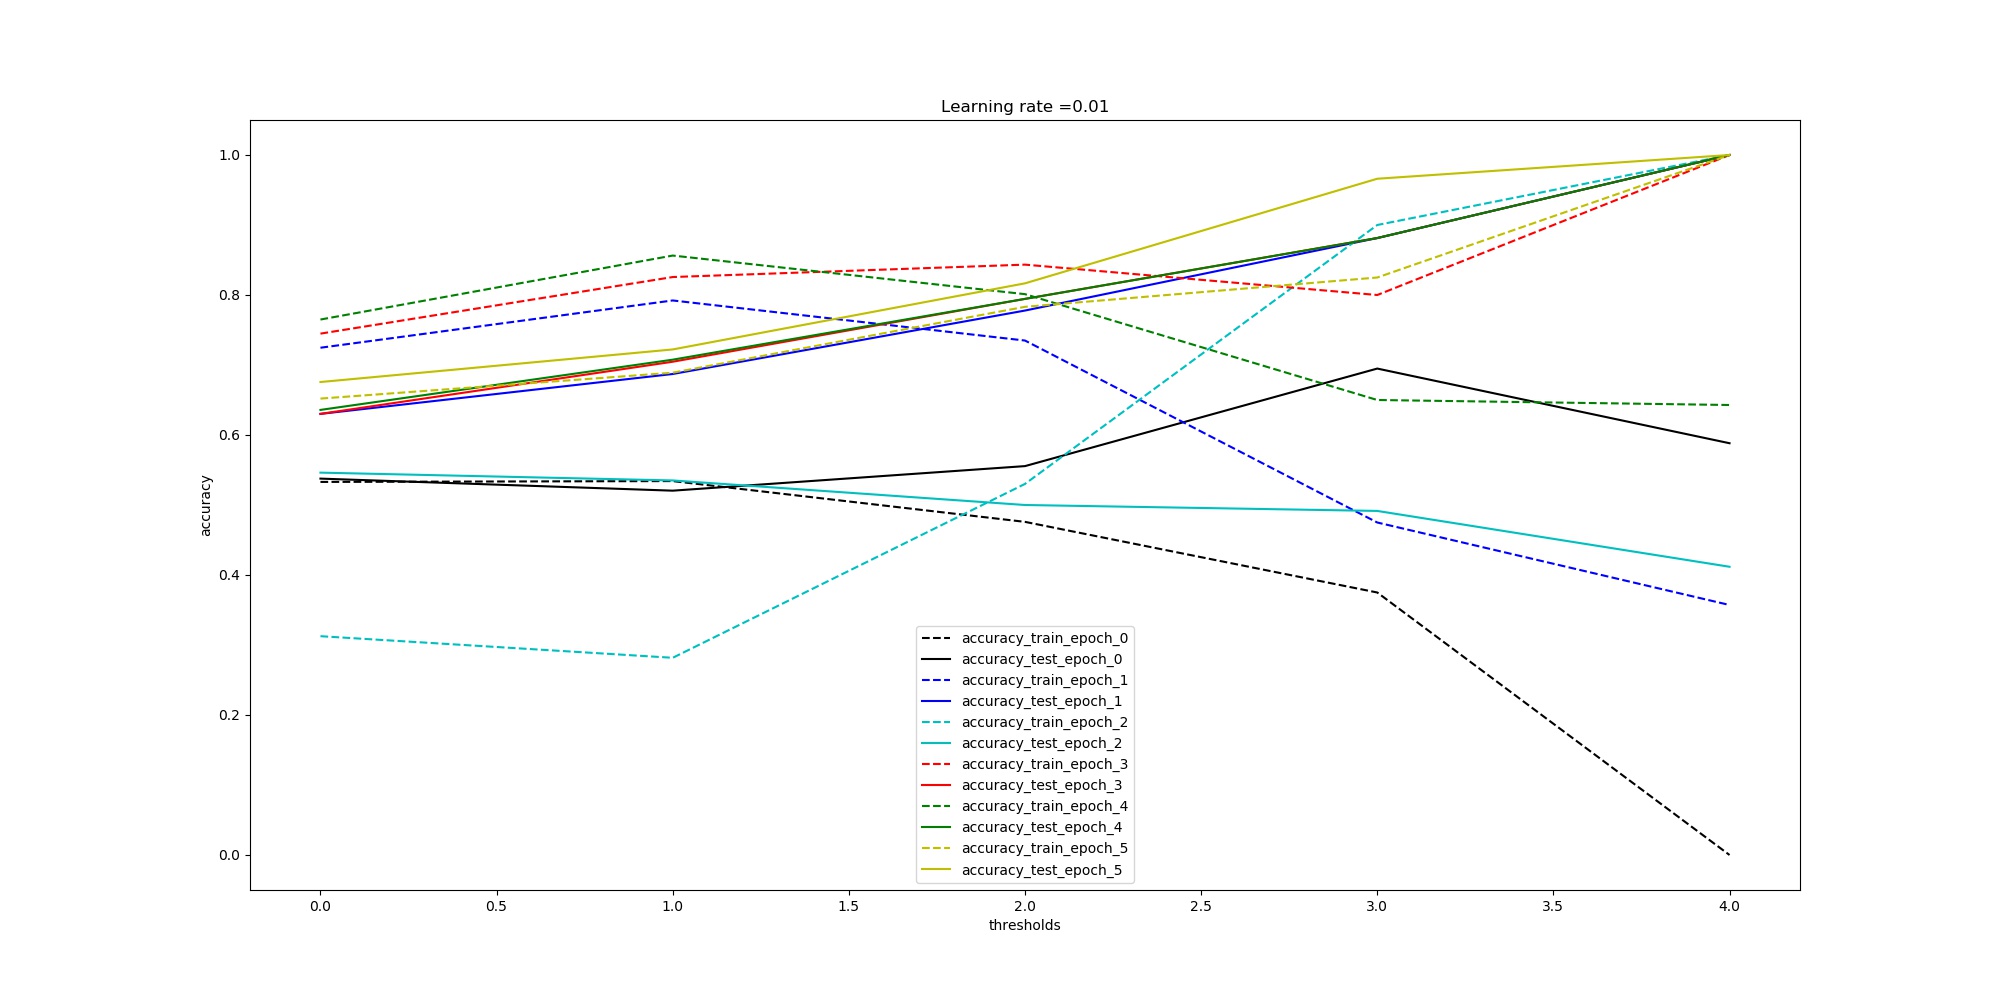 Learning rate =0.01
1.0
0.8
0.6
0.4
0.2
0.0
accuracy
accuracy_train_epoch_0
accuracy_test_epoch_0
accuracy_train_epoch_1
accuracy_test_epoch_1
accuracy_train_epoch_2
accuracy_test_epoch_2
accuracy_train_epoch_3
accuracy_test_epoch_3
accuracy_train_epoch_4
accuracy_test_epoch_4
accuracy_train_epoch_5
accuracy_test_epoch_5
0.0 0.5 1.0 1.5 2.0 2.5 3.0 3.5 4.0
thresholds